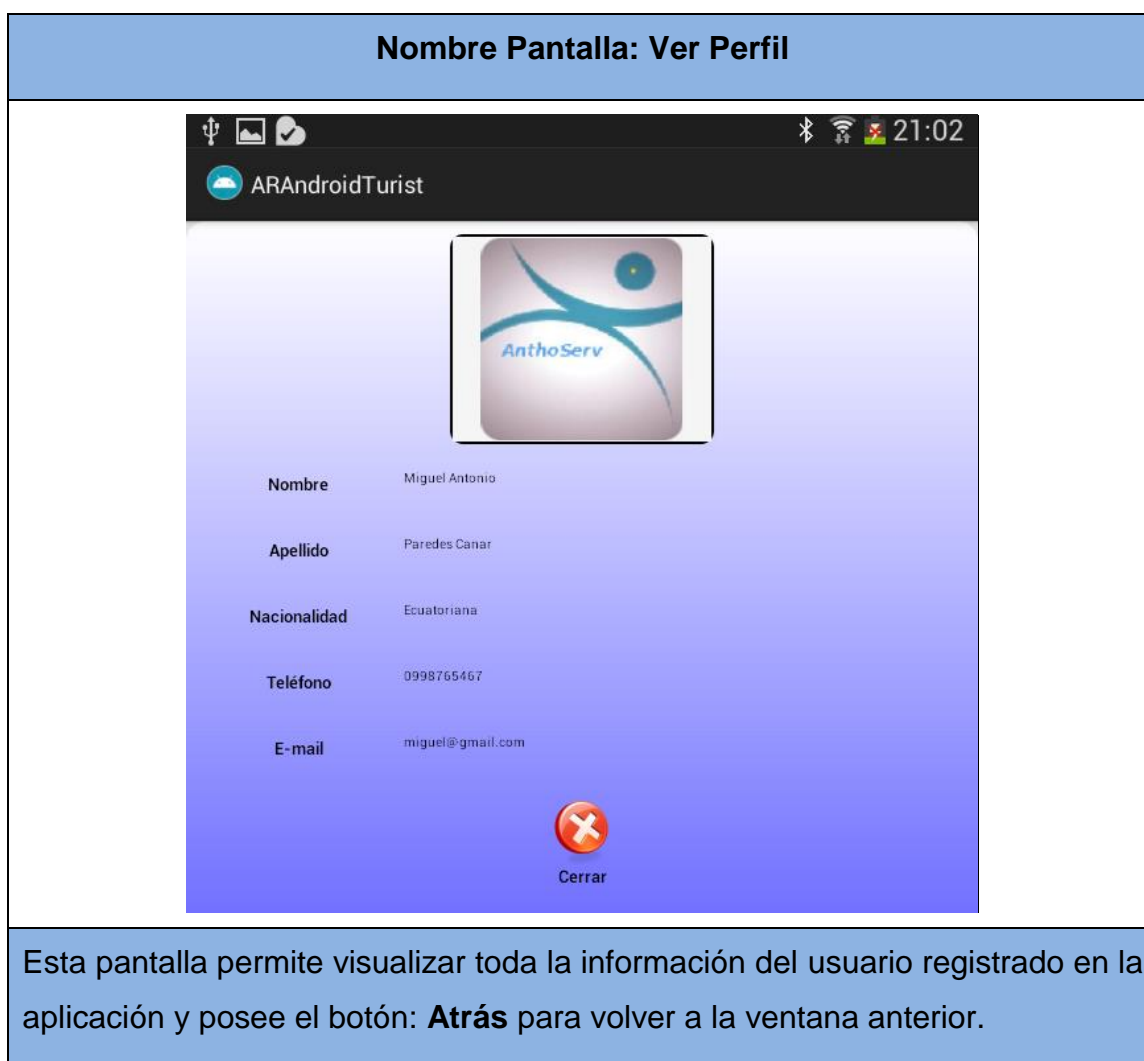 Nombre Pantalla: Ver Perfil
21:02
ARAndroidTurist
AnthoServ
Nombre Miguel Antonio
Apellido Paredes Canar
Nacionalidad Ecuatoriana
Teléfono 0998765467
E-mail miguel@gmail.com
Cerrar
Esta pantalla permite visualizar toda la información del usuario registrado en la
aplicación y posee el botón: Atrás para volver a la ventana anterior.